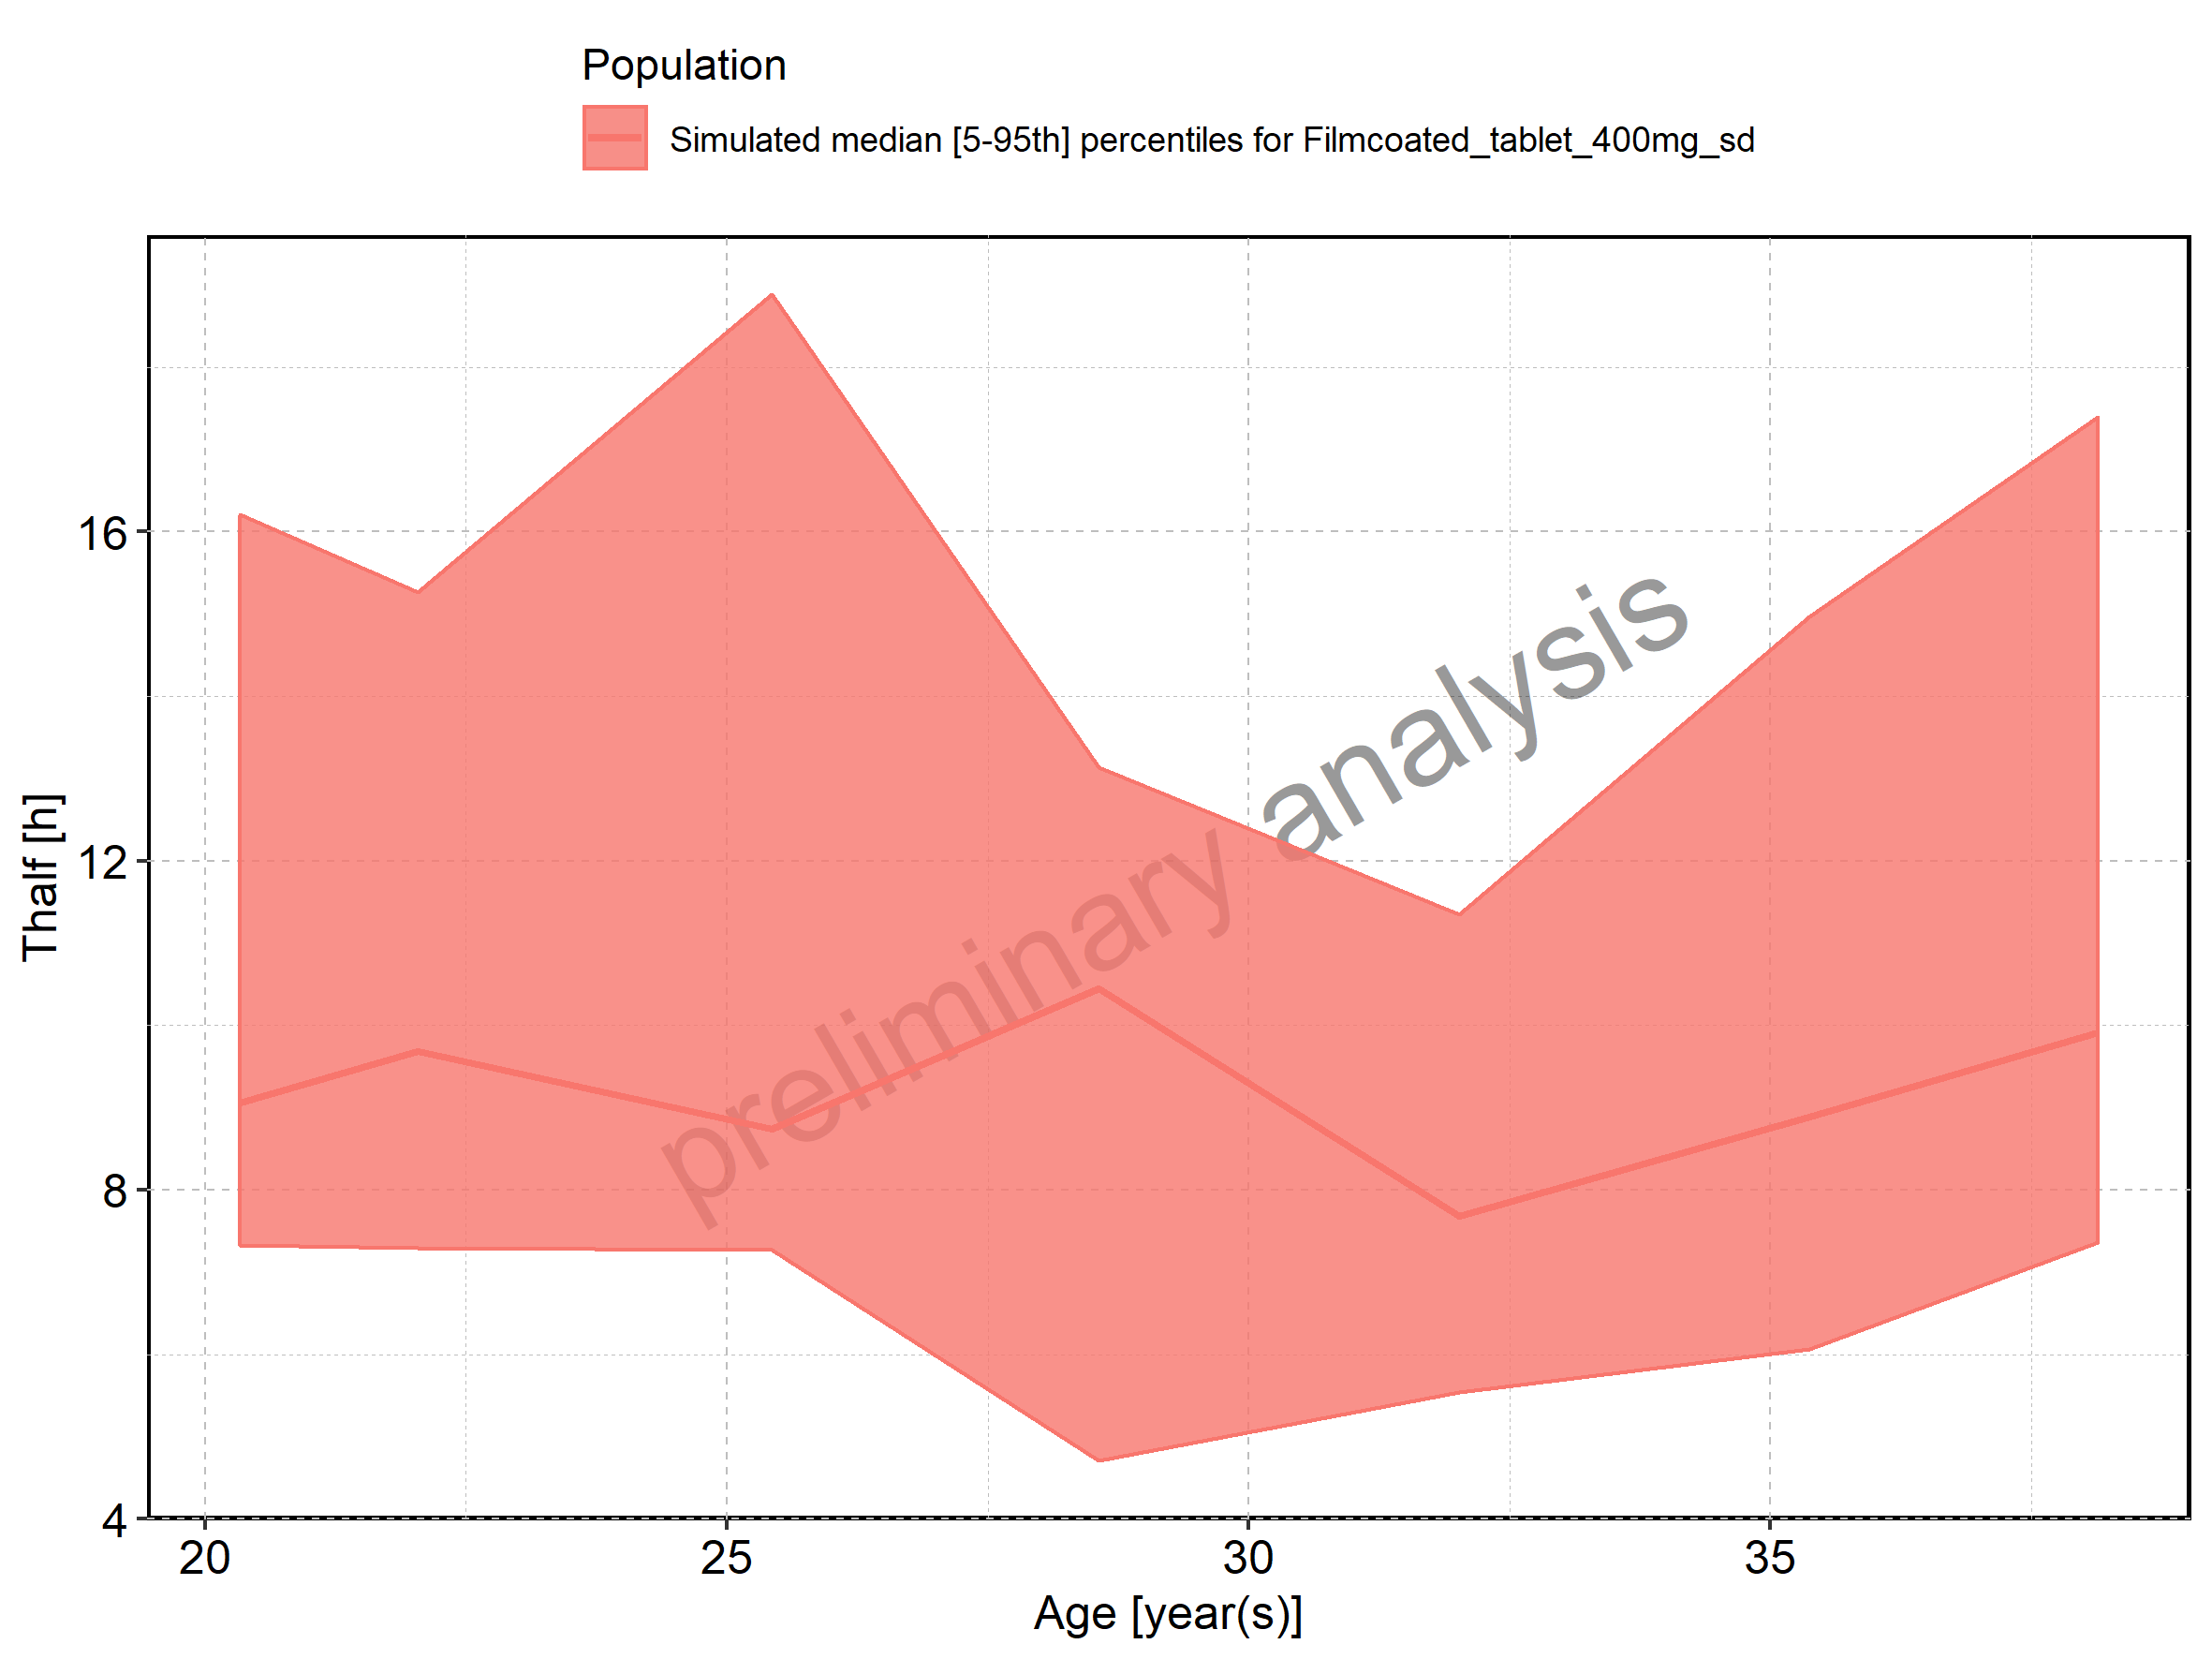 Population
Simulated median [5-95th] percentiles for Filmcoated_tablet_400mg_sd
16
12
8
4
Thalf [h]
preliminary analysis
20 25 30 35
Age [year(s)]